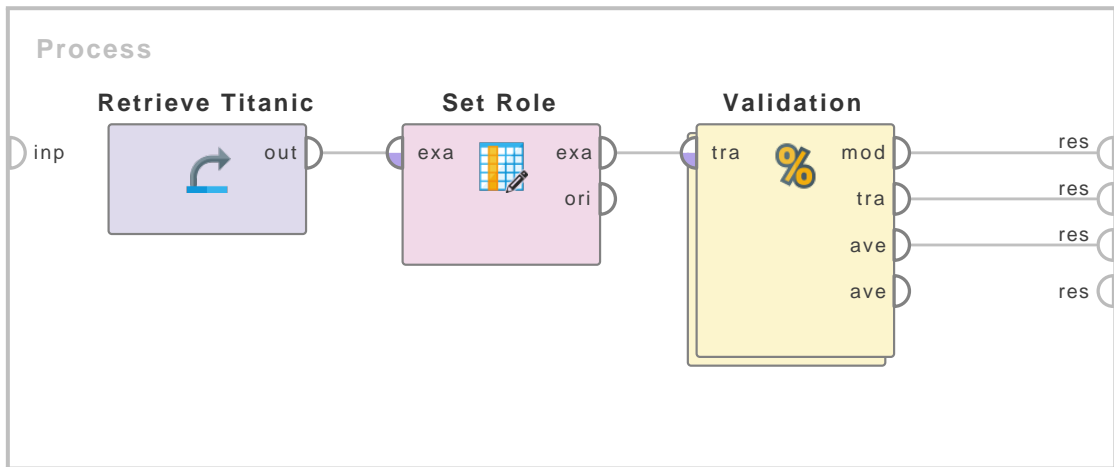 Process
Retrieve Titanic
Set Role
Validation
inp
out
exa
exa
ori
tra
%
mod
tra
ave
ave
res
res
res
res